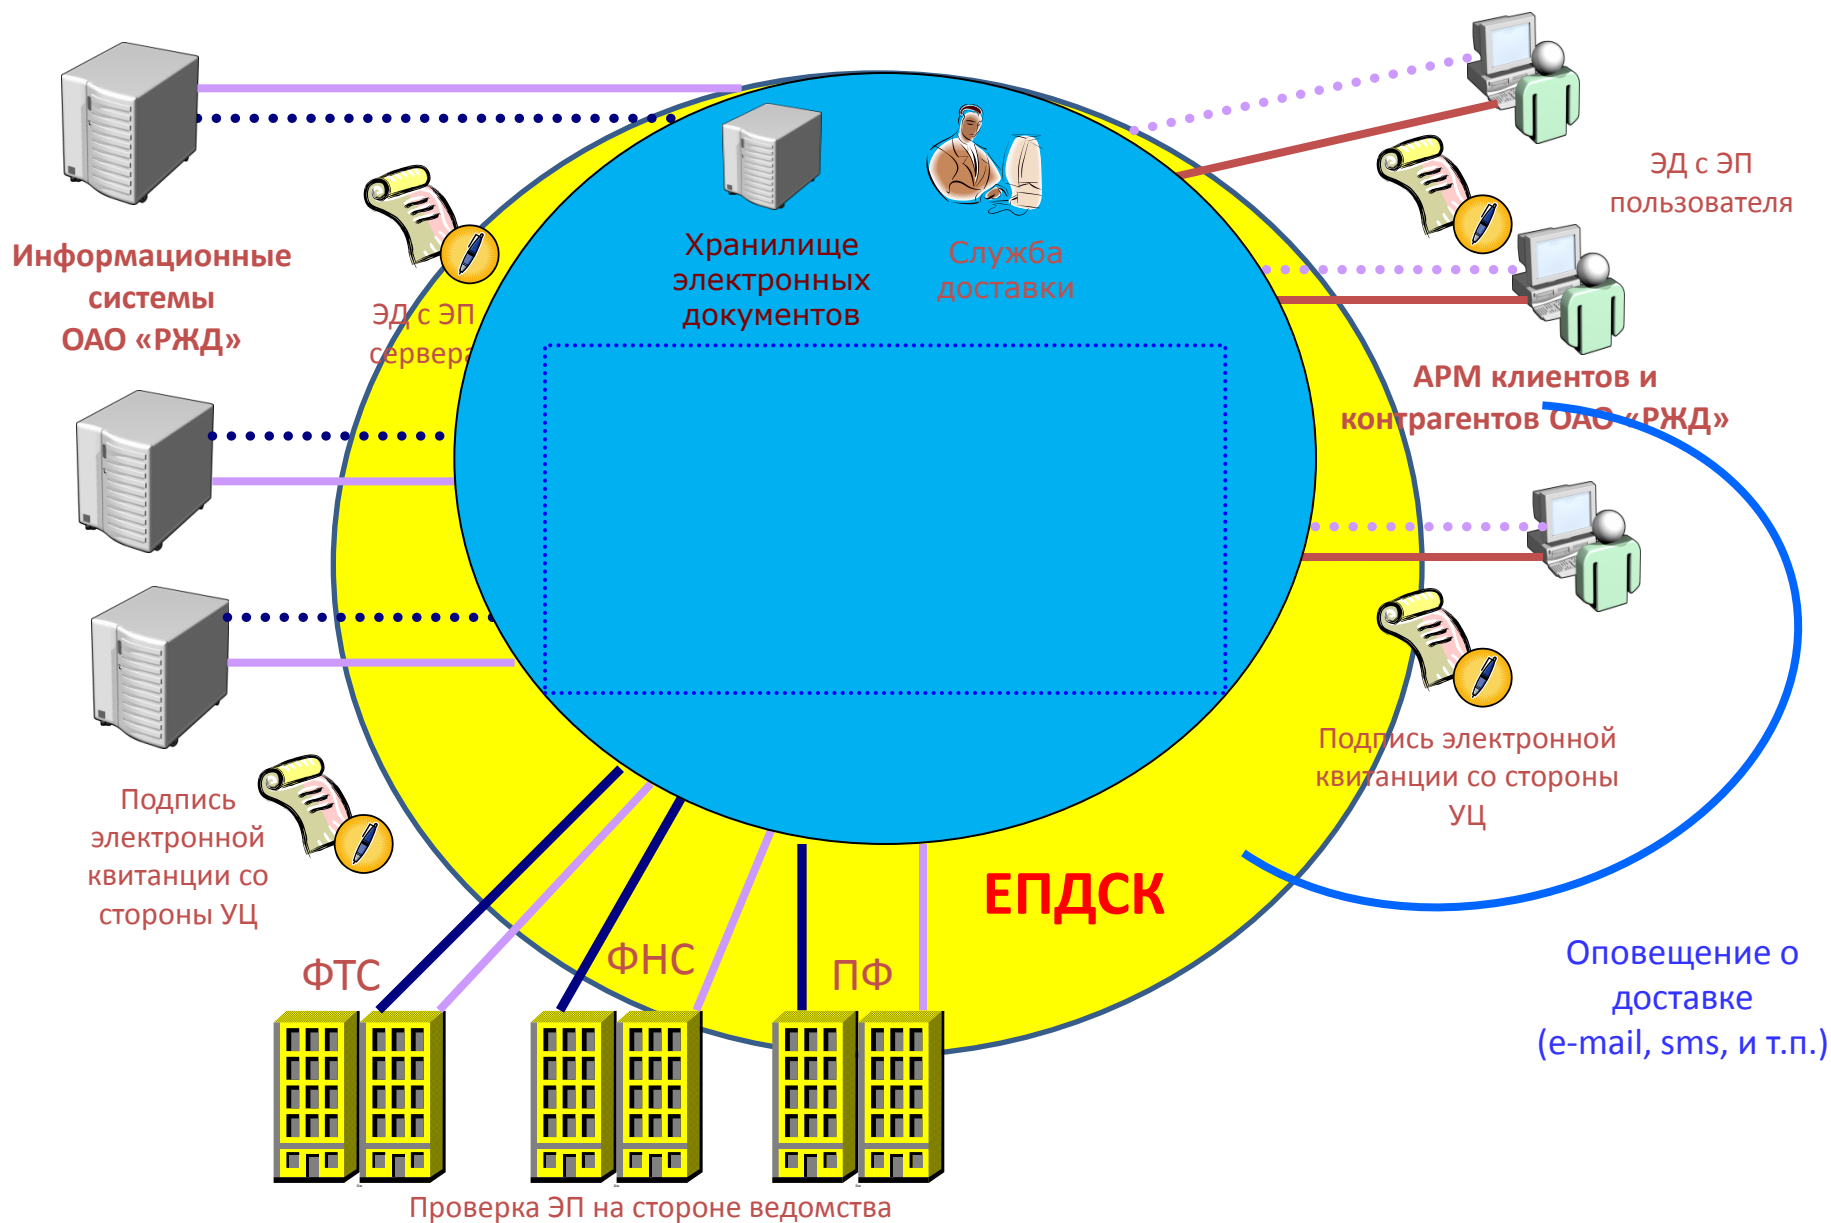 Информационные
системы
ОАО «РЖД»
ЭД с ЭП
сервера
Хранилище
электронных
документов
Служба
доставки
ЭД с ЭП
пользователя
АРМ клиентов и
контрагентов ОАО «РЖД»
Подпись электронной
квитанции со стороны
УЦ
Подпись
электронной
квитанции со
стороны УЦ
ЕПДСК
ФТС
ФНС
ПФ
Оповещение о
доставке
(e-mail, sms, и т.п.)
Проверка ЭП на стороне ведомства